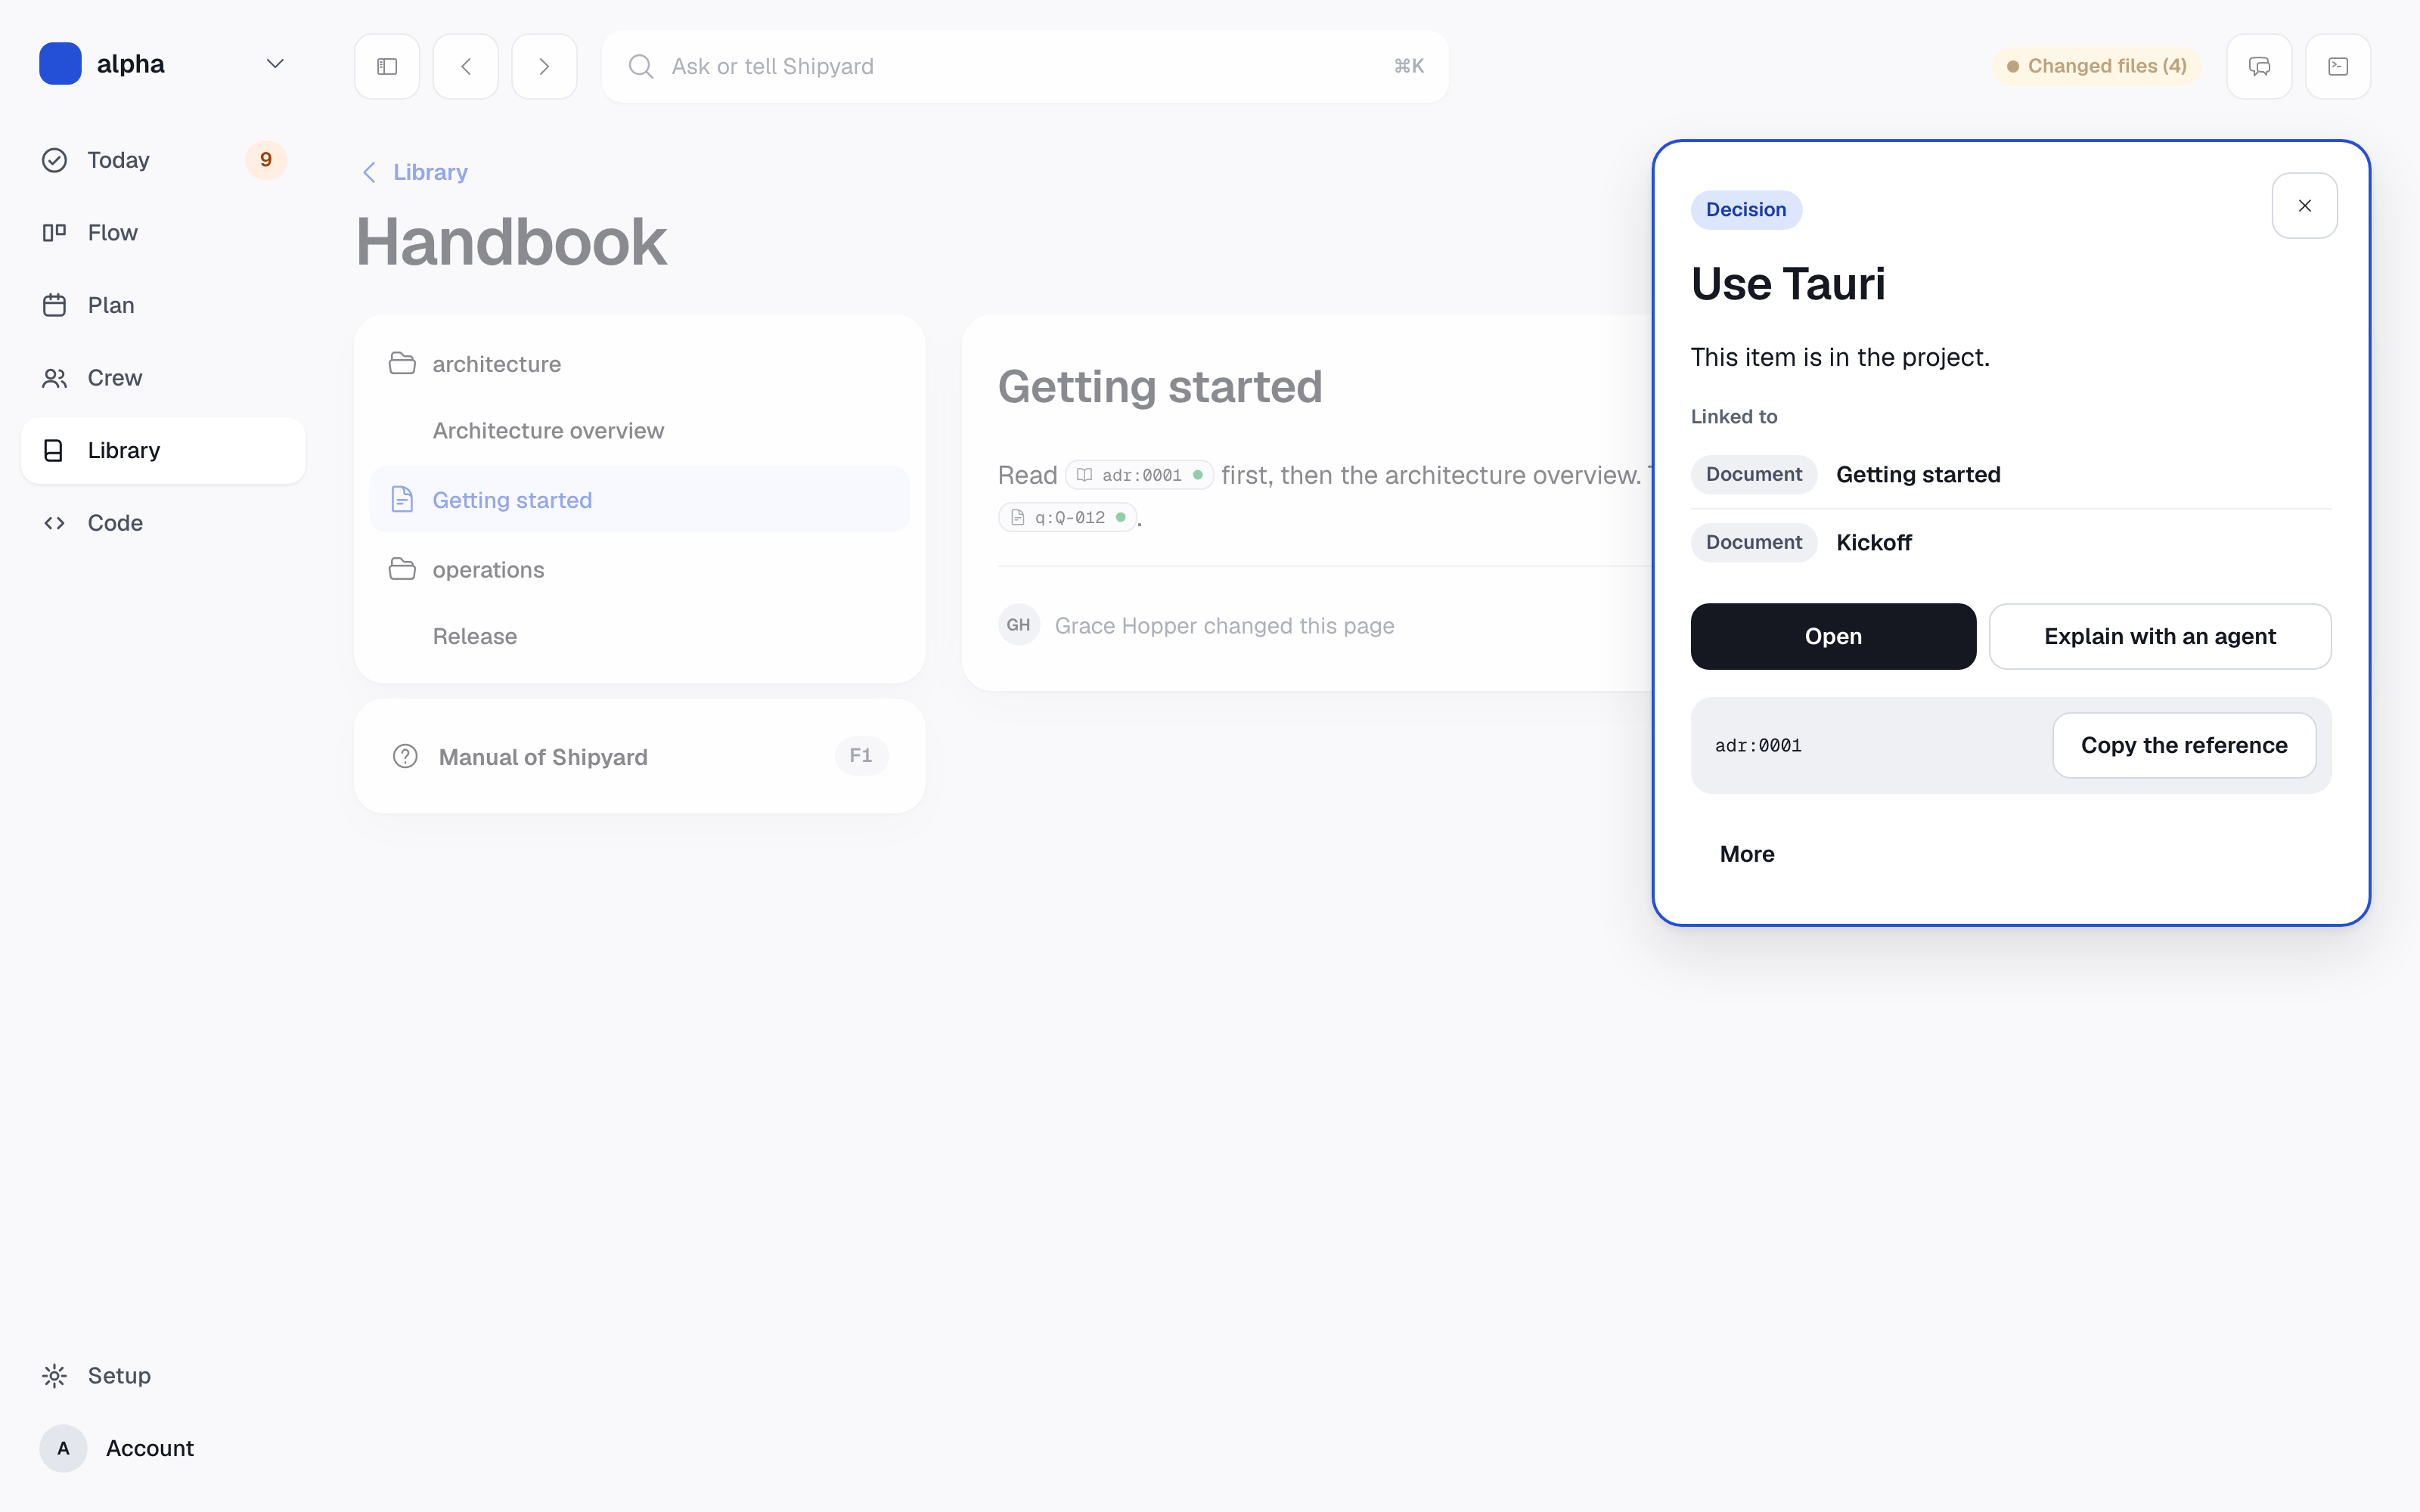 alpha
Today 9
Flow
Plan
Crew
Library
Code
Setup
A Account
Ask or tell Shipyard ⌘K
Changed files (4)
Library
Handbook
architecture
Architecture overview
Getting started
operations
Release
Manual of Shipyard F1
Getting started
Read adr:0001 first, then the architecture overview.
q:Q-012 .
GH Grace Hopper changed this page
Decision
Use Tauri
This item is in the project.
Linked to
Document Getting started
Document Kickoff
Open Explain with an agent
adr:0001 Copy the reference
More